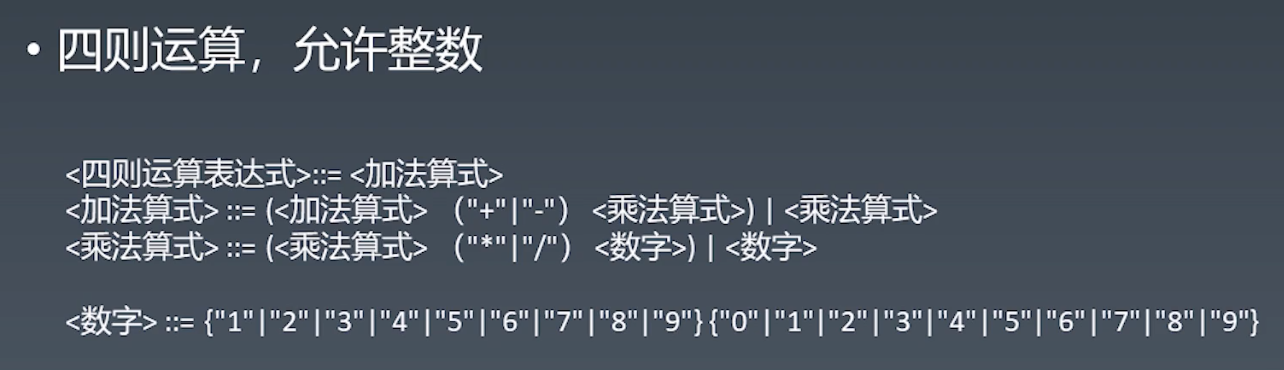 • 四则运算，允许整数
<四则运算表达式>::= <加法算式>
<加法算式> ::= (<加法算式> （"+"|"-"） <乘法算式>) | <乘法算式>
<乘法算式> ::= (<乘法算式> （"*"|"/"） <数字>) | <数字>
<数字> ::= {"1"|"2"|"3"|"4"|"5"|"6"|"7"|"8"|"9"} {"0"|"1"|"2"|"3"|"4"|"5"|"6"|"7"|"8"|"9"}